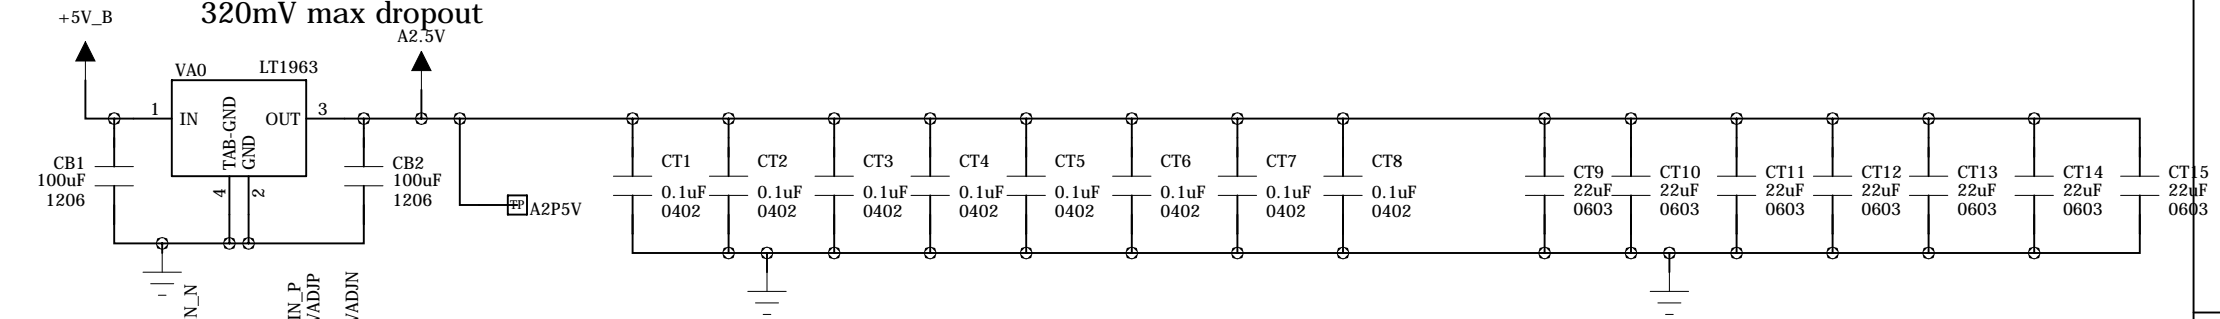 320mV max dropout
+5V_B
A2.5V
VA0
LT1963
1
IN
TAB-GND
GND
OUT
3
4
2
CB1
100uF
1206
CB2
100uF
1206
TP
A2P5V
CT1
0.1uF
0402
CT2
0.1uF
0402
CT3
0.1uF
0402
CT4
0.1uF
0402
CT5
0.1uF
0402
CT6
0.1uF
0402
CT7
0.1uF
0402
CT8
0.1uF
0402
CT9
22uF
0603
CT10
22uF
0603
CT11
22uF
0603
CT12
22uF
0603
CT13
22uF
0603
CT14
22uF
0603
CT15
22uF
0603
N_N
IN_P
VADJP
VADJN